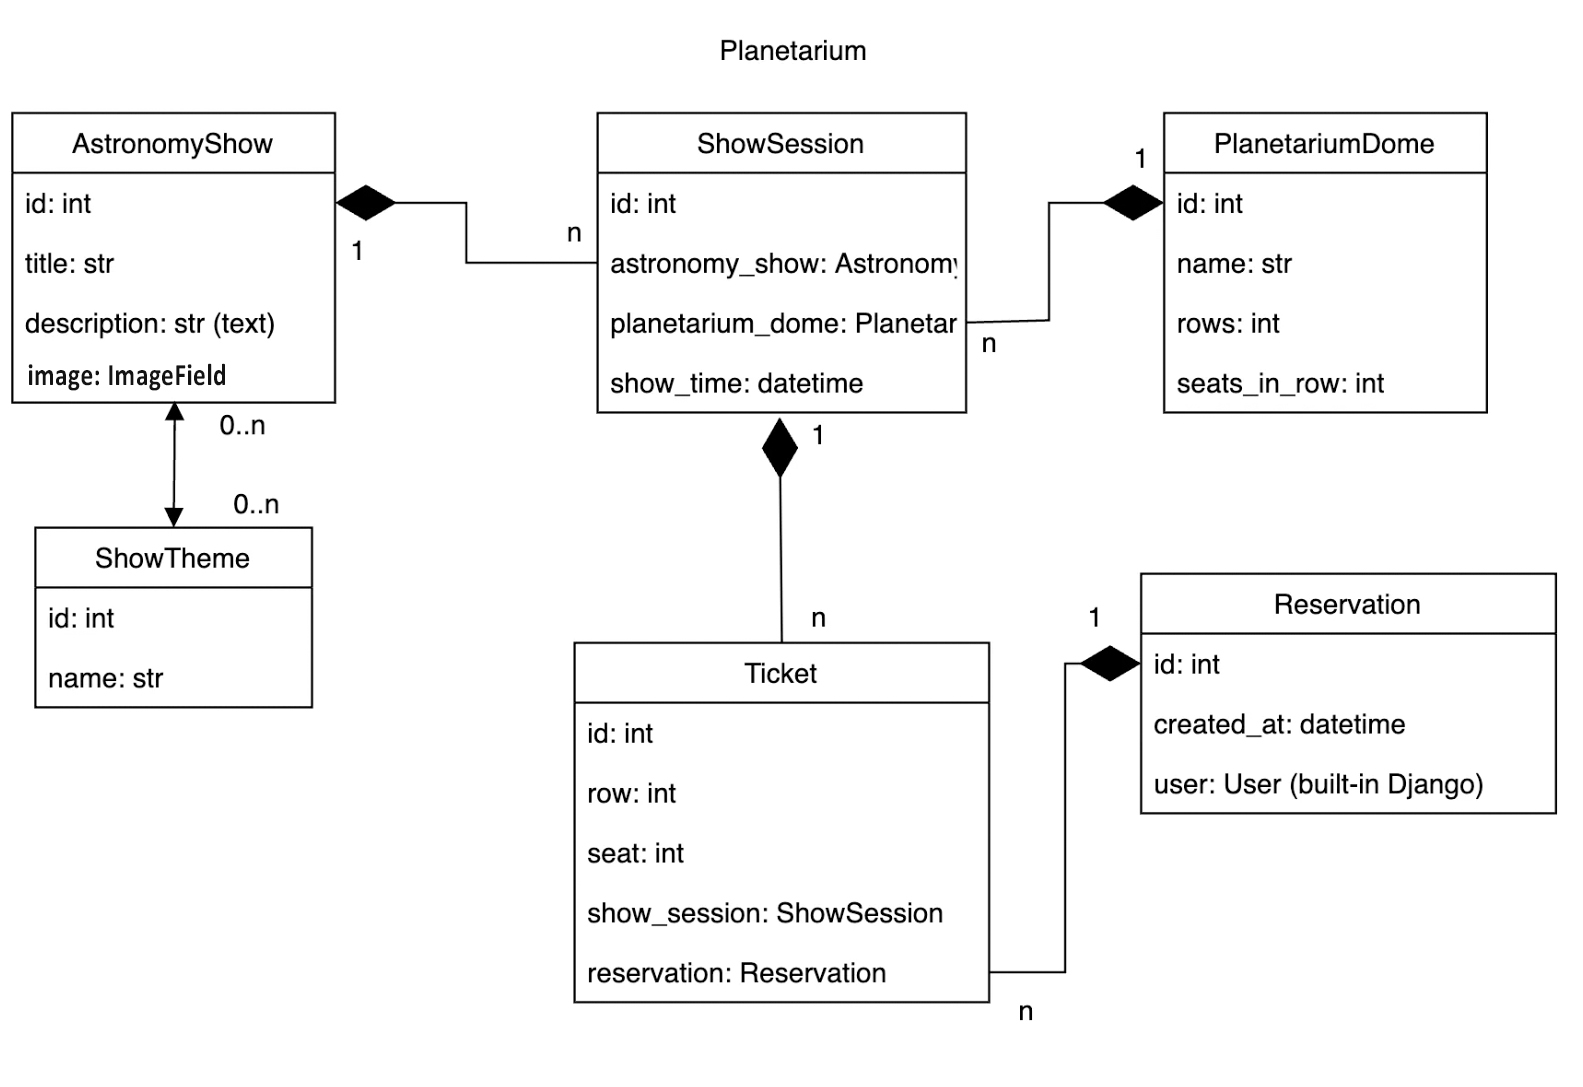 Planetarium
AstronomyShow
id: int
title: str
description: str (text)
image: ImageField
1
n
ShowSession
id: int
astronomy_show: Astronomy
planetarium_dome: Planetar
show_time: datetime
1
n
PlanetariumDome
id: int
name: str
rows: int
seats_in_row: int
0..n
0..n
ShowTheme
id: int
name: str
1
n
Ticket
id: int
row: int
seat: int
show_session: ShowSession
reservation: Reservation
1
n
Reservation
id: int
created_at: datetime
user: User (built-in Django)